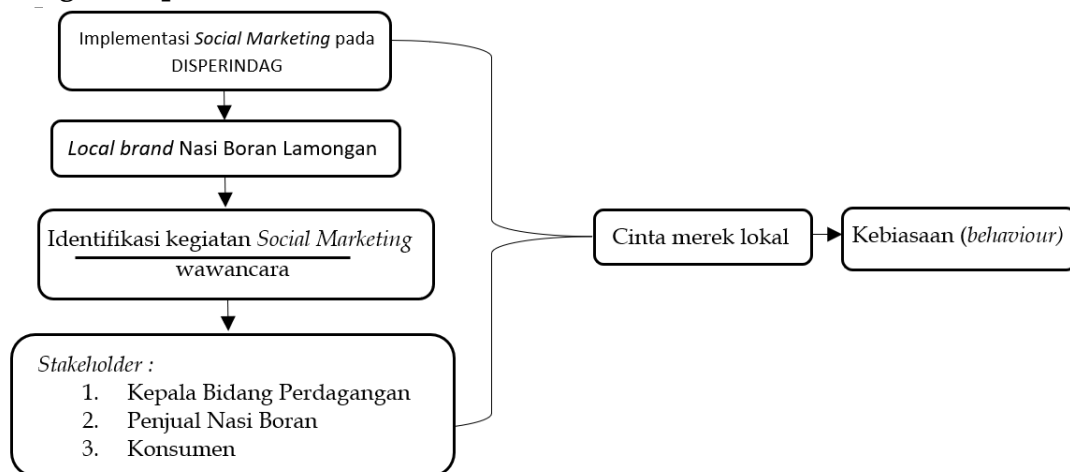 Implementasi Social Marketing pada
DISPERINDAG
Local brand Nasi Boran Lamongan
Identifikasi kegiatan Social Marketing
wawancara
Stakeholder :
1. Kepala Bidang Perdagangan
2. Penjual Nasi Boran
3. Konsumen
Cinta merek lokal
Kebiasaan (behaviour)